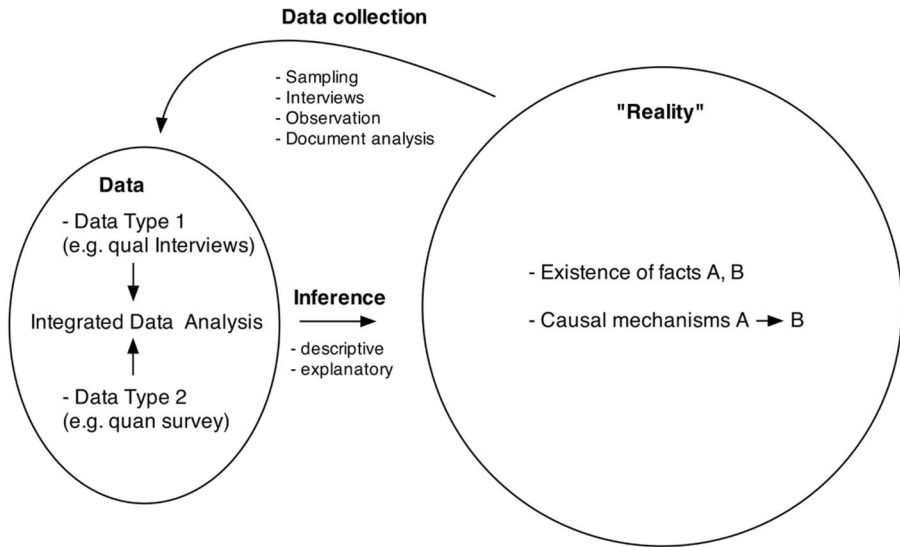 Data collection
- Sampling
- Interviews
- Observation
- Document analysis
"Reality"
Data
- Data Type 1
(e.g. qual Interviews)
Integrated Data Analysis
- Data Type 2
(e.g. quan survey)
Inference
- descriptive
- explanatory
- Existence of facts A, B
- Causal mechanisms A → B